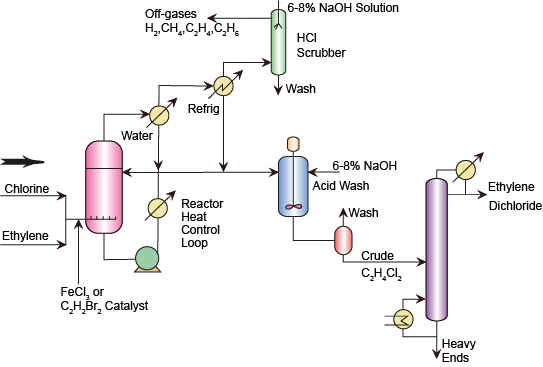 6-8% NaOH Solution
Off-gases
H₂,CH₄,C₂H₄,C₂H₆
HCl
Scrubber
Wash
Refrig
Water
6-8% NaOH
Acid Wash
Chlorine
Ethylene
Reactor
Heat
Control
Loop
Wash
Ethylene
Dichloride
Crude
C₂H₄Cl₂
FeCl₃ or
C₂H₂Br₂ Catalyst
Heavy
Ends